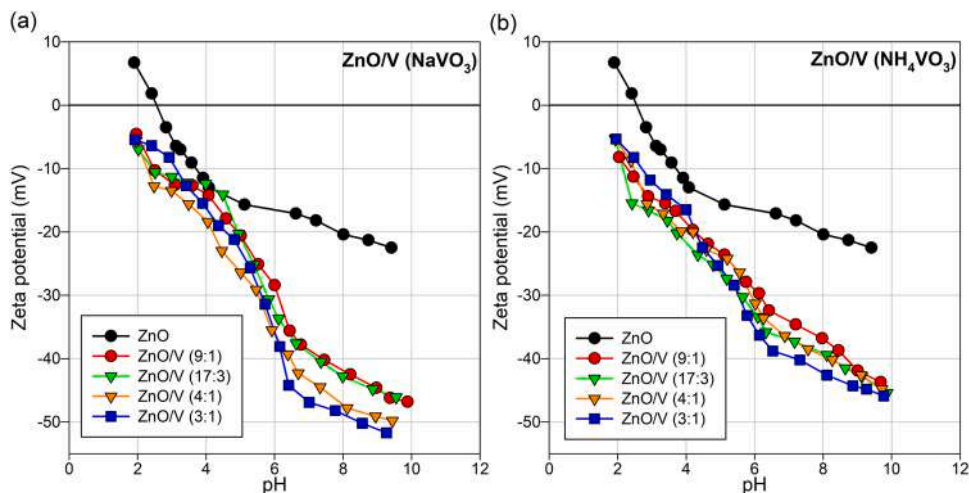 (a)
ZnO/V (NaVO₃)
10
0
-10
-20
-30
-40
-50
Zeta potential (mV)
ZnO
ZnO/V (9:1)
ZnO/V (17:3)
ZnO/V (4:1)
ZnO/V (3:1)
0 2 4 6 8 10 12
pH
(b)
ZnO/V (NH₄VO₃)
10
0
-10
-20
-30
-40
-50
Zeta potential (mV)
ZnO
ZnO/V (9:1)
ZnO/V (17:3)
ZnO/V (4:1)
ZnO/V (3:1)
0 2 4 6 8 10 12
pH